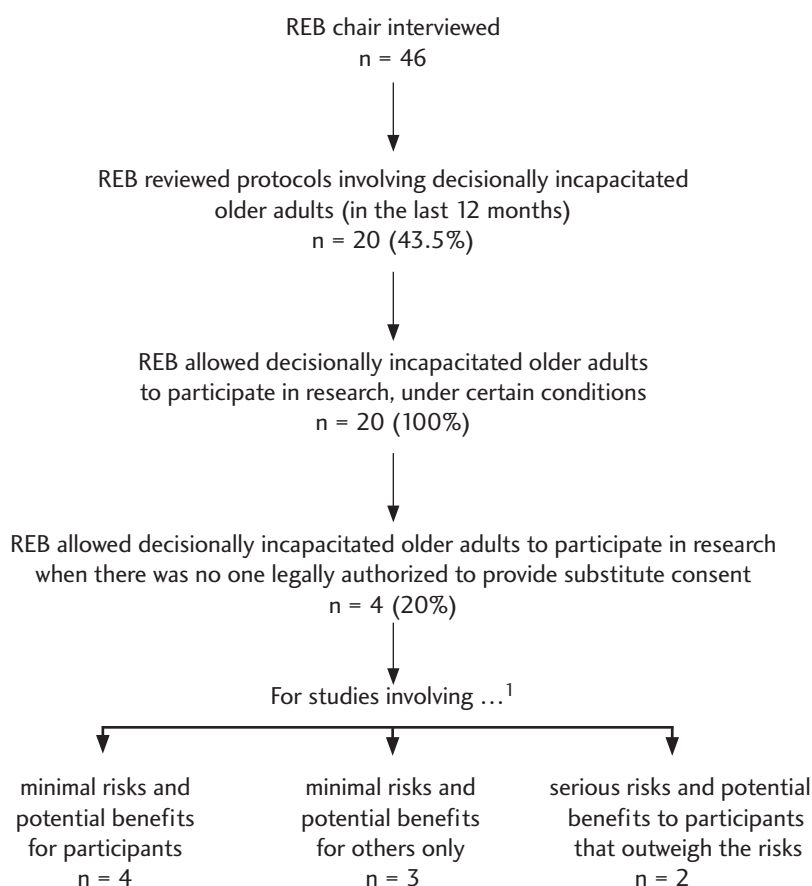 REB chair interviewed
n = 46
REB reviewed protocols involving decisionally incapacitated
older adults (in the last 12 months)
n = 20 (43.5%)
REB allowed decisionally incapacitated older adults
to participate in research, under certain conditions
n = 20 (100%)
REB allowed decisionally incapacitated older adults to participate in research
when there was no one legally authorized to provide substitute consent
n = 4 (20%)
For studies involving …1
minimal risks and
potential benefits
for participants
n = 4
minimal risks and
potential benefits
for others only
n = 3
serious risks and potential
benefits to participants
that outweigh the risks
n = 2